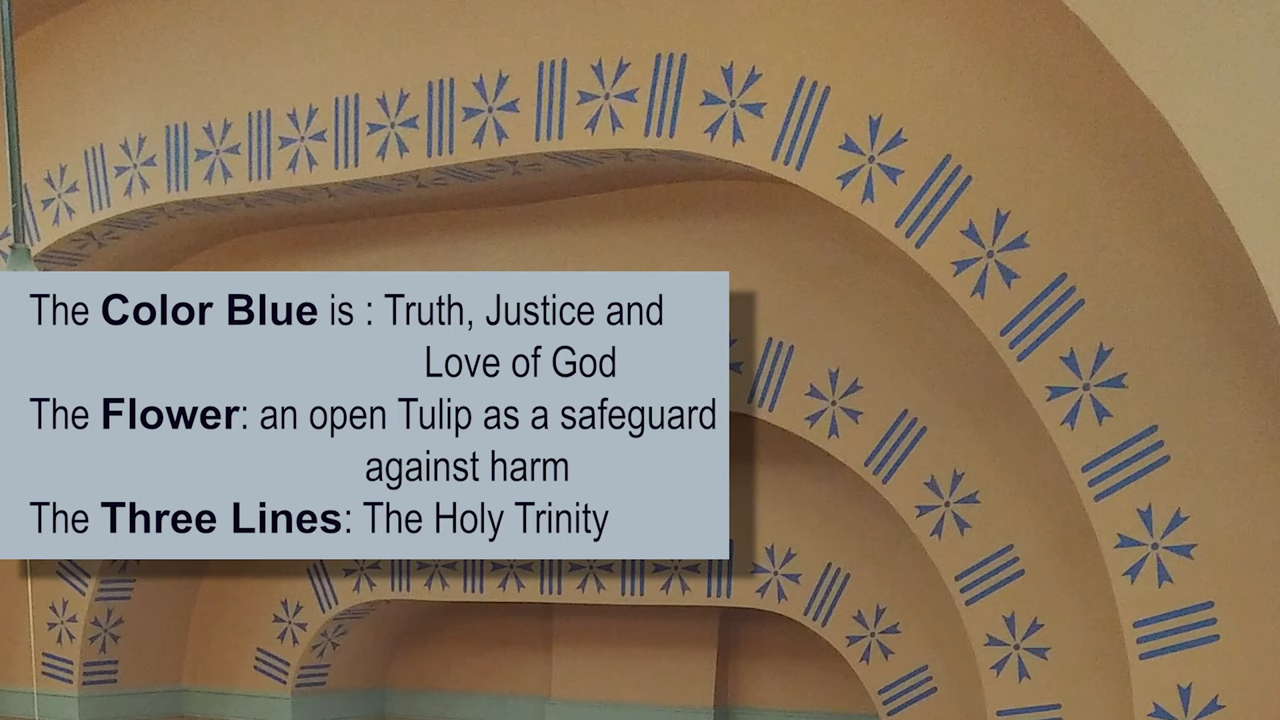 The Color Blue is : Truth, Justice and
Love of God
The Flower: an open Tulip as a safeguard
against harm
The Three Lines: The Holy Trinity